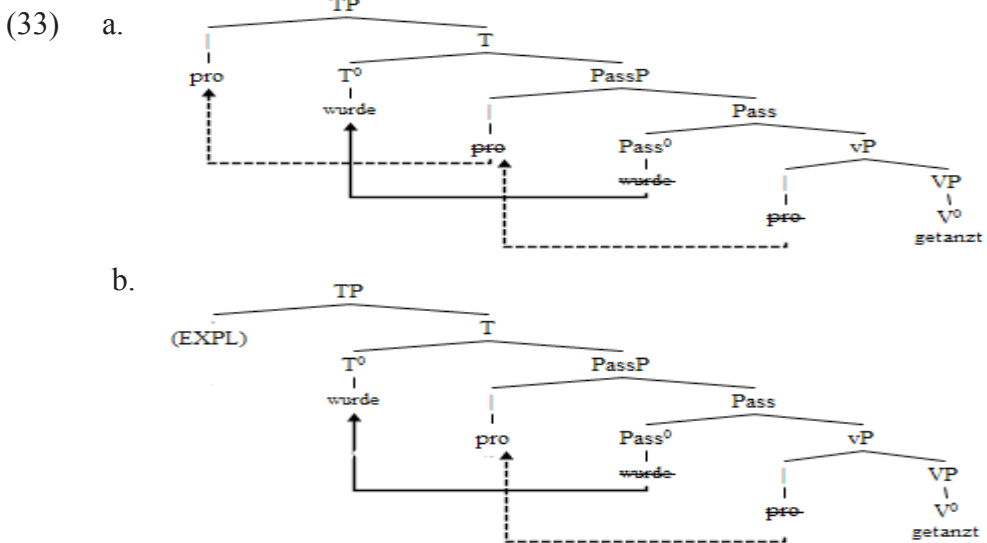 TP
(33) a.
T
pro T⁰ PassP
wurde
Pass
pro Pass⁰ vP
wurde
VP
pro V⁰
getanzt
b.
TP
(EXPL) T
T⁰ PassP
wurde
Pass
pro Pass⁰ vP
wurde
VP
pro V⁰
getanzt